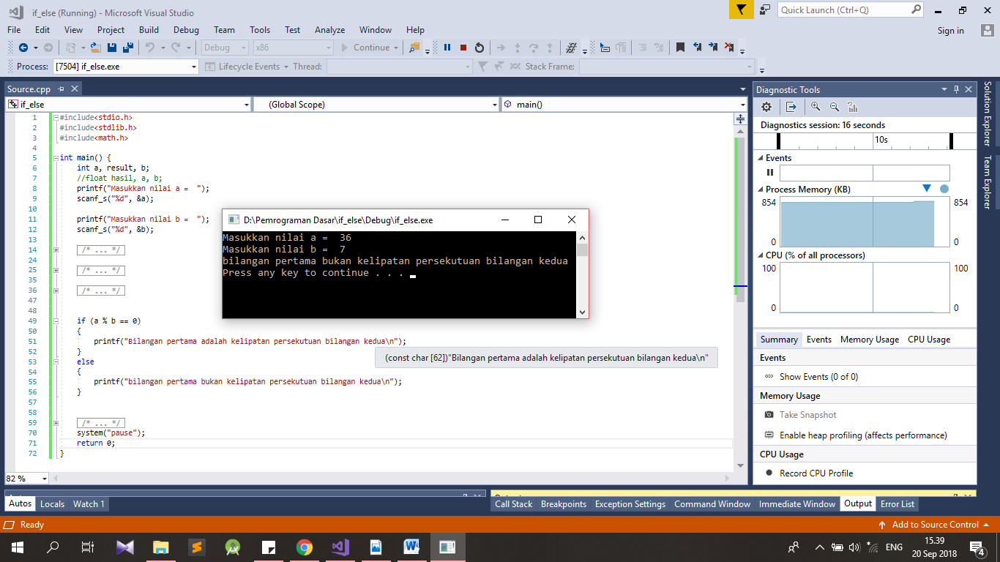 if_else (Running) - Microsoft Visual Studio
Quick Launch (Ctrl+Q)
File Edit View Project Build Debug Team Tools Test Analyze Window Help
Sign in
Debug x86 Continue
Process: [7504] if_else.exe Lifecycle Events Thread: Stack Frame:
Source.cpp
if_else (Global Scope) main()
1 #include<stdio.h>
2 #include<stdlib.h>
3 #include<math.h>
4
5 int main() {
6 int a, result, b;
7 //float hasil, a, b;
8 printf("Masukkan nilai a =  ");
9 scanf_s("%d", &a);
10
11 printf("Masukkan nilai b =  ");
12 scanf_s("%d", &b);
13
14 /* ... */
24
25 /* ... */
35
36 /* ... */
47
48
49 if (a % b == 0)
50 {
51 printf("Bilangan pertama adalah kelipatan persekutuan bilangan kedua\n");
52 }
53 else
54 {
55 printf("bilangan pertama bukan kelipatan persekutuan bilangan kedua\n");
56 }
57
58
59 /* ... */
70 system("pause");
71 return 0;
72 }
(const char [62])"Bilangan pertama adalah kelipatan persekutuan bilangan kedua\n"
D:\Pemrograman Dasar\if_else\Debug\if_else.exe
Masukkan nilai a =  36
Masukkan nilai b =  7
bilangan pertama bukan kelipatan persekutuan bilangan kedua
Press any key to continue . . .
82 %
Diagnostic Tools
Diagnostics session: 16 seconds
10s
Events
Process Memory (KB)
854 854
0 0
CPU (% of all processors)
100 100
0 0
Summary Events Memory Usage CPU Usage
Events
Show Events (0 of 0)
Memory Usage
Take Snapshot
Enable heap profiling (affects performance)
CPU Usage
Record CPU Profile
Solution Explorer
Team Explorer
Autos Locals Watch 1
Call Stack Breakpoints Exception Settings Command Window Immediate Window Output Error List
Ready
Add to Source Control
ENG
15.39
20 Sep 2018
4